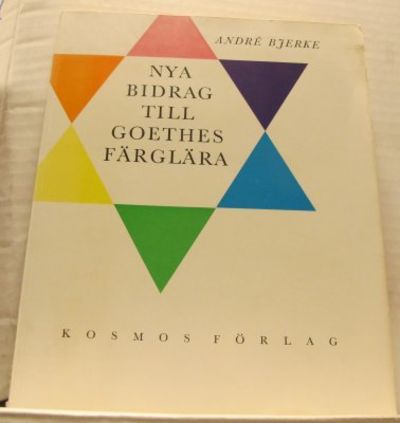 ANDRÉ BJERKE
NYA
BIDRAG
TILL
GOETHES
FÄRGLÄRA
KOSMOS FÖRLAG